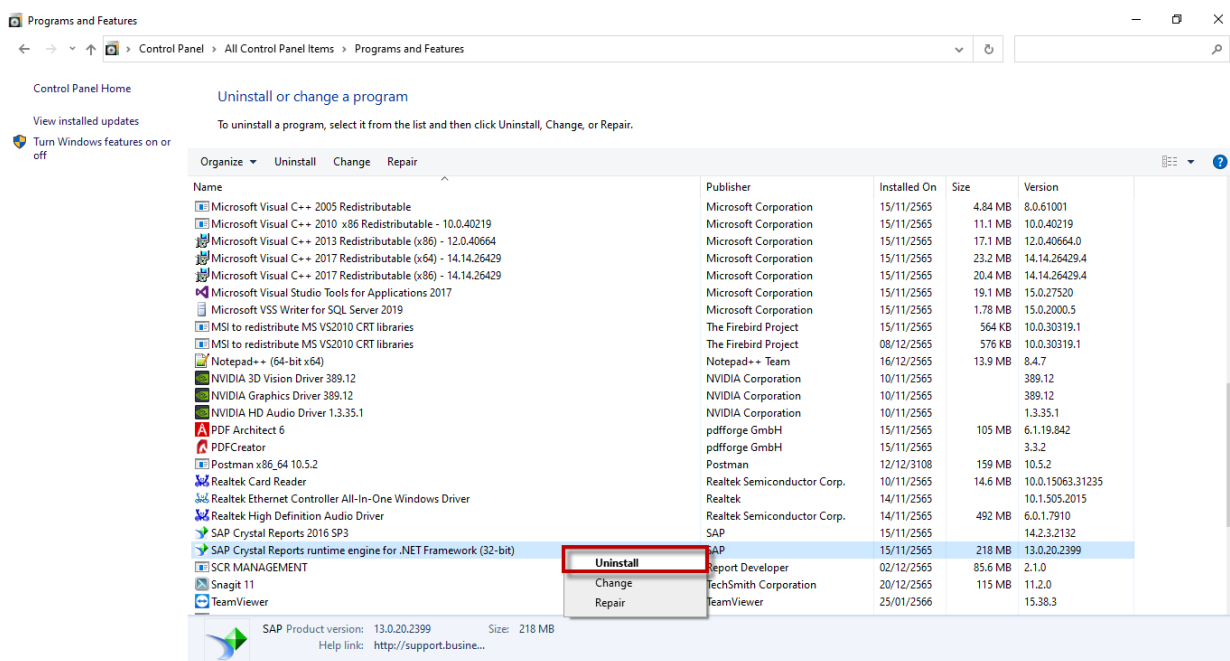 Programs and Features
Control Panel > All Control Panel Items > Programs and Features
Control Panel Home
View installed updates
Turn Windows features on or
off
Uninstall or change a program
To uninstall a program, select it from the list and then click Uninstall, Change, or Repair.
Organize Uninstall Change Repair
Name Publisher Installed On Size Version
Microsoft Visual C++ 2005 Redistributable Microsoft Corporation 15/11/2565 4.84 MB 8.0.61001
Microsoft Visual C++ 2010 x86 Redistributable - 10.0.40219 Microsoft Corporation 15/11/2565 11.1 MB 10.0.40219
Microsoft Visual C++ 2013 Redistributable (x86) - 12.0.40664 Microsoft Corporation 15/11/2565 17.1 MB 12.0.40664.0
Microsoft Visual C++ 2017 Redistributable (x64) - 14.14.26429 Microsoft Corporation 15/11/2565 23.2 MB 14.14.26429.4
Microsoft Visual C++ 2017 Redistributable (x86) - 14.14.26429 Microsoft Corporation 15/11/2565 20.4 MB 14.14.26429.4
Microsoft Visual Studio Tools for Applications 2017 Microsoft Corporation 15/11/2565 19.1 MB 15.0.27520
Microsoft VSS Writer for SQL Server 2019 Microsoft Corporation 15/11/2565 1.78 MB 15.0.2000.5
MSI to redistribute MS VS2010 CRT libraries The Firebird Project 15/11/2565 564 KB 10.0.30319.1
MSI to redistribute MS VS2010 CRT libraries The Firebird Project 08/12/2565 576 KB 10.0.30319.1
Notepad++ (64-bit x64) Notepad++ Team 16/12/2565 13.9 MB 8.4.7
NVIDIA 3D Vision Driver 389.12 NVIDIA Corporation 10/11/2565 389.12
NVIDIA Graphics Driver 389.12 NVIDIA Corporation 10/11/2565 389.12
NVIDIA HD Audio Driver 1.3.35.1 NVIDIA Corporation 10/11/2565 1.3.35.1
PDF Architect 6 pdfforge GmbH 15/11/2565 105 MB 6.1.19.842
PDFCreator pdfforge GmbH 15/11/2565 3.3.2
Postman x86_64 10.5.2 Postman 12/12/3108 159 MB 10.5.2
Realtek Card Reader Realtek Semiconductor Corp. 10/11/2565 14.6 MB 10.0.15063.31235
Realtek Ethernet Controller All-In-One Windows Driver Realtek 14/11/2565 10.1.505.2015
Realtek High Definition Audio Driver Realtek Semiconductor Corp. 14/11/2565 492 MB 6.0.1.7910
SAP Crystal Reports 2016 SP3 SAP 15/11/2565 14.2.3.2132
SAP Crystal Reports runtime engine for .NET Framework (32-bit) SAP 15/11/2565 218 MB 13.0.20.2399
SCR MANAGEMENT Report Developer 02/12/2565 85.6 MB 2.1.0
Snagit 11 TechSmith Corporation 20/12/2565 115 MB 11.2.0
TeamViewer TeamViewer 25/01/2566 15.38.3
Uninstall
Change
Repair
SAP Product version: 13.0.20.2399 Size: 218 MB
Help link: http://support.busine...